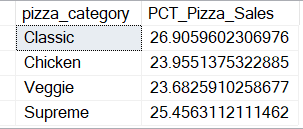 pizza_category PCT_Pizza_Sales
Classic 26.9059602306976
Chicken 23.9551375322885
Veggie 23.6825910258677
Supreme 25.4563112111462